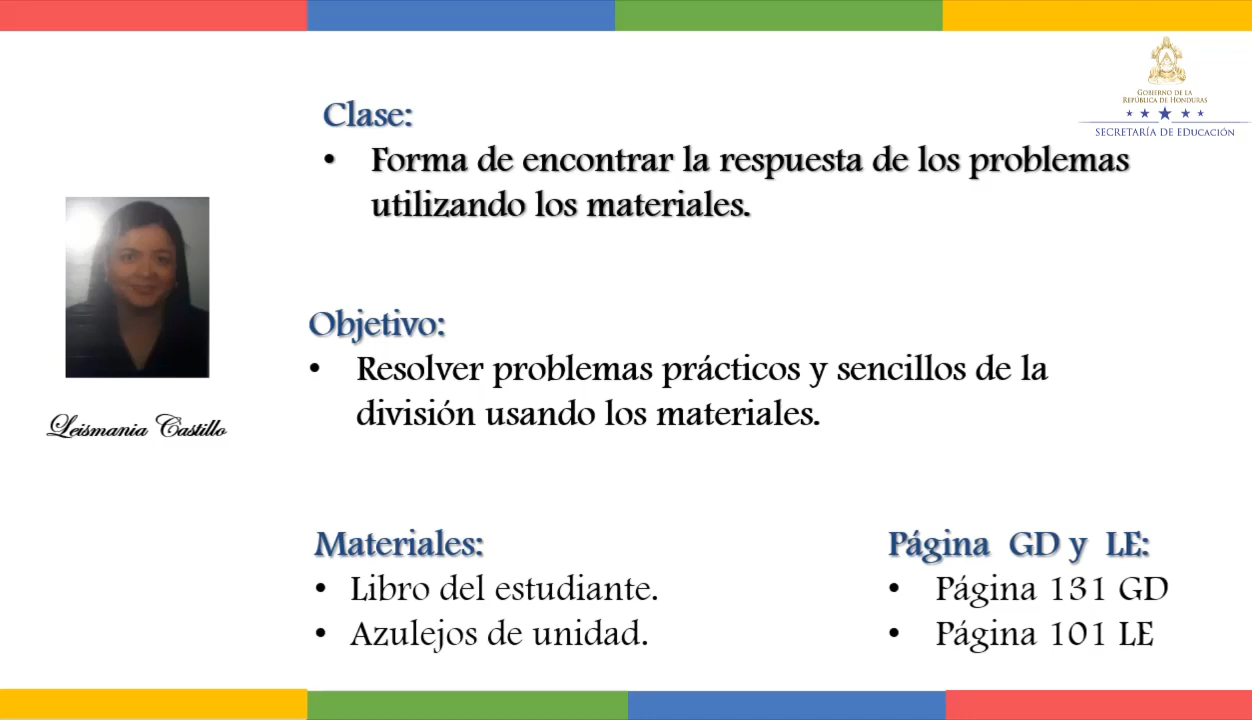 GOBIERNO DE LA
REPÚBLICA DE HONDURAS
SECRETARÍA DE EDUCACIÓN
Clase:
• Forma de encontrar la respuesta de los problemas
utilizando los materiales.
Leismania Castillo
Objetivo:
• Resolver problemas prácticos y sencillos de la
división usando los materiales.
Materiales:
• Libro del estudiante.
• Azulejos de unidad.
Página GD y LE:
• Página 131 GD
• Página 101 LE